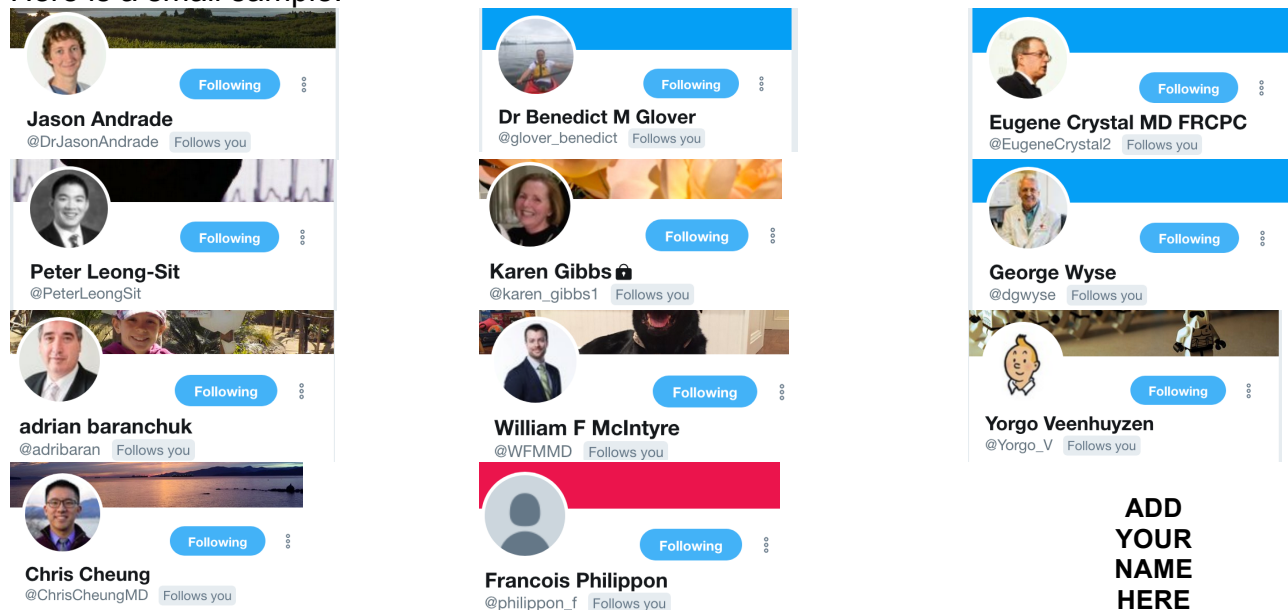 Here is a small sample:
Following
Jason Andrade
@DrJasonAndrade Follows you
Following
Dr Benedict M Glover
@glover_benedict Follows you
Following
Eugene Crystal MD FRCPC
@EugeneCrystal2 Follows you
Following
Peter Leong-Sit
@PeterLeongSit
Following
Karen Gibbs
@karen_gibbs1 Follows you
Following
George Wyse
@dgwyse Follows you
Following
adrian baranchuk
@adribaran Follows you
Following
William F McIntyre
@WFMMD Follows you
Following
Yorgo Veenhuyzen
@Yorgo_V Follows you
Following
Chris Cheung
@ChrisCheungMD Follows you
Following
Francois Philippon
@philippon_f Follows you
ADD
YOUR
NAME
HERE